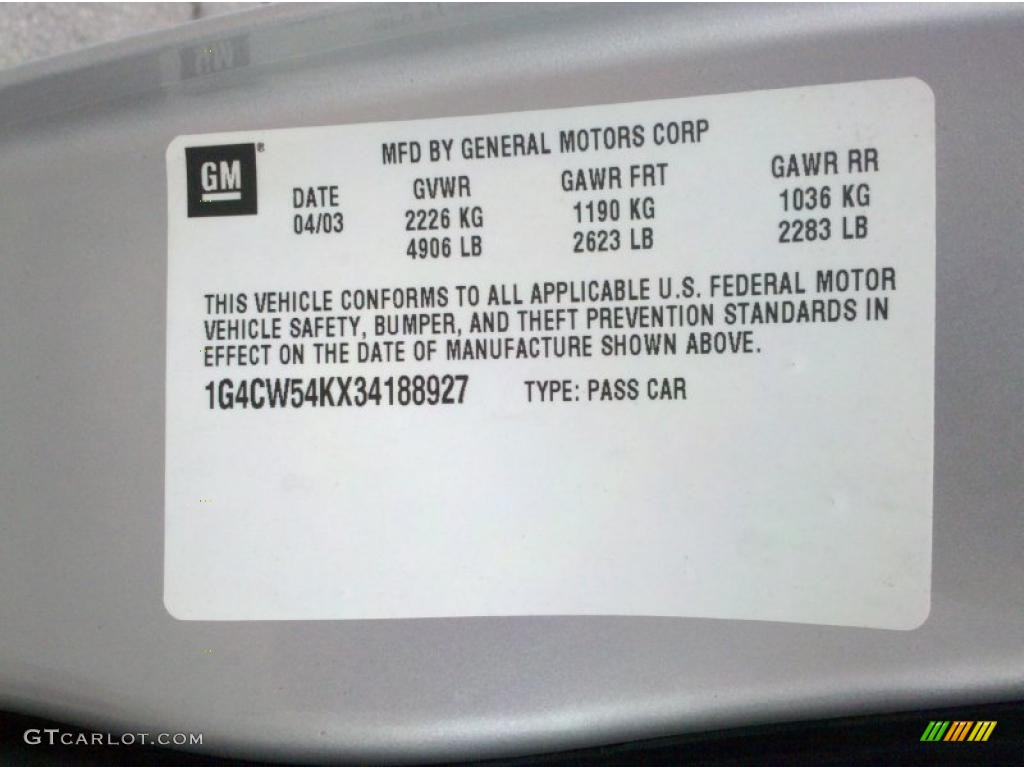 GM ®
MFD BY GENERAL MOTORS CORP
DATE GVWR GAWR FRT GAWR RR
04/03 2226 KG 1190 KG 1036 KG
4906 LB 2623 LB 2283 LB
THIS VEHICLE CONFORMS TO ALL APPLICABLE U.S. FEDERAL MOTOR
VEHICLE SAFETY, BUMPER, AND THEFT PREVENTION STANDARDS IN
EFFECT ON THE DATE OF MANUFACTURE SHOWN ABOVE.
1G4CW54KX34188927 TYPE: PASS CAR
GTCARLOT.COM